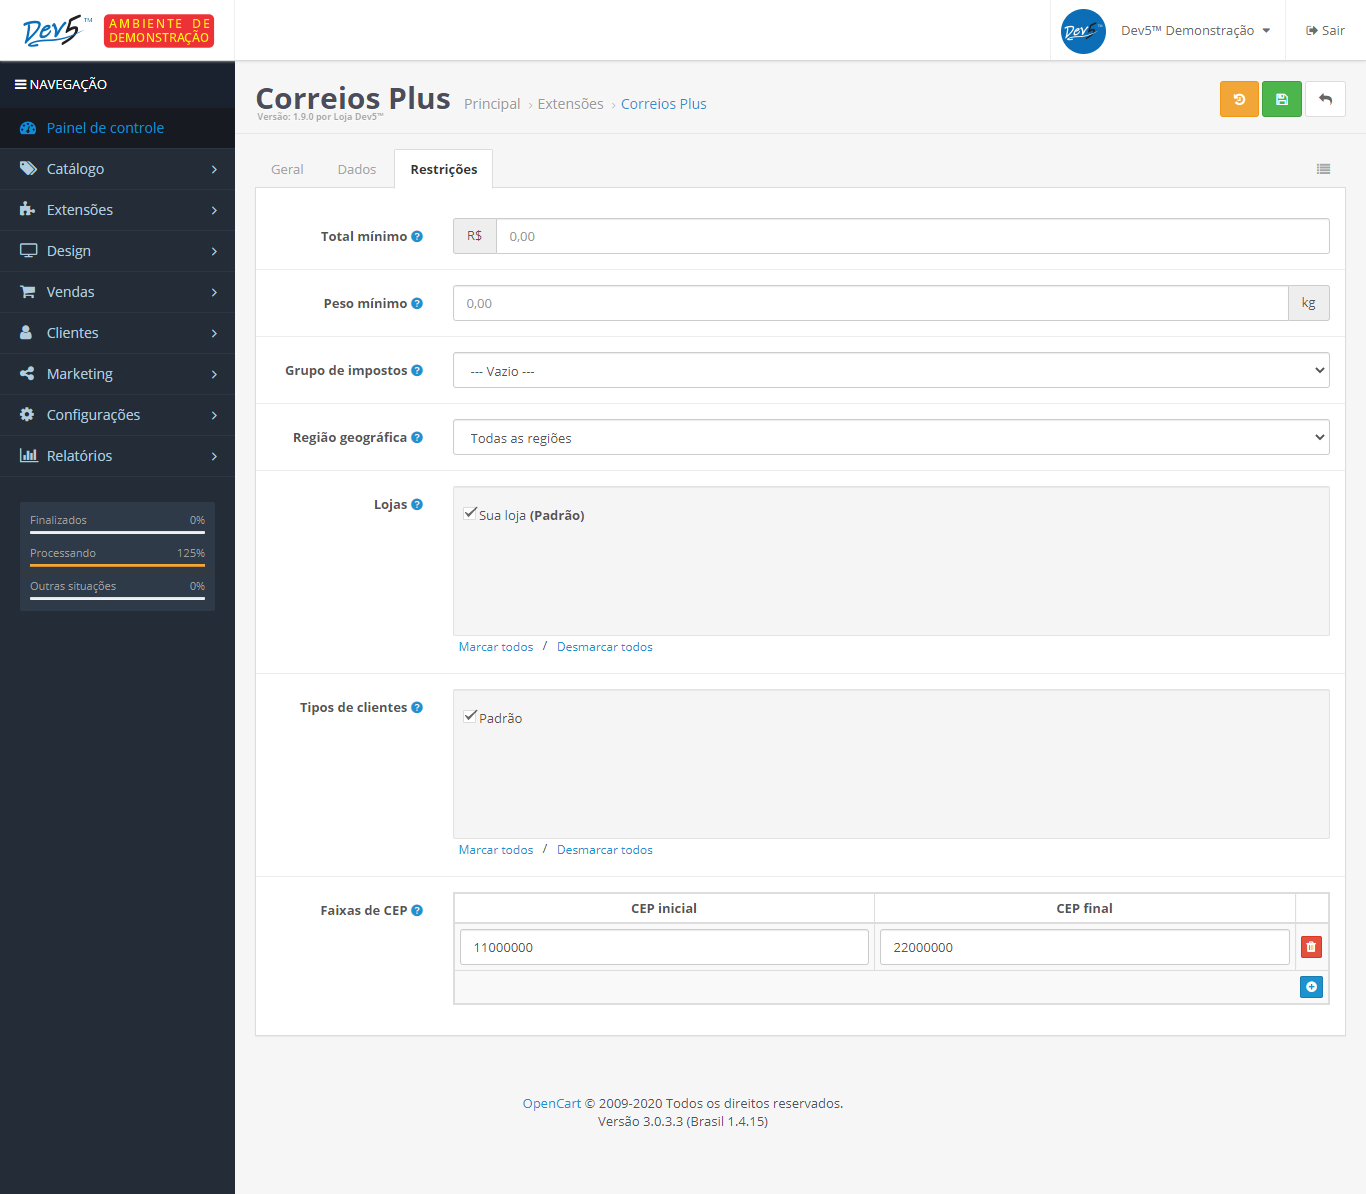 Dev5™
AMBIENTE DE
DEMONSTRAÇÃO
Dev5™
Dev5™ Demonstração
Sair
NAVEGAÇÃO
Painel de controle
Catálogo
Extensões
Design
Vendas
Clientes
Marketing
Configurações
Relatórios
Finalizados 0%
Processando 125%
Outras situações 0%
Correios Plus
Principal › Extensões › Correios Plus
Versão: 1.9.0 por Loja Dev5™
Geral Dados Restrições
Total mínimo R$ 0,00
Peso mínimo 0,00 kg
Grupo de impostos --- Vazio ---
Região geográfica Todas as regiões
Lojas
Sua loja (Padrão)
Marcar todos / Desmarcar todos
Tipos de clientes
Padrão
Marcar todos / Desmarcar todos
Faixas de CEP
CEP inicial CEP final
11000000 22000000
OpenCart © 2009-2020 Todos os direitos reservados.
Versão 3.0.3.3 (Brasil 1.4.15)